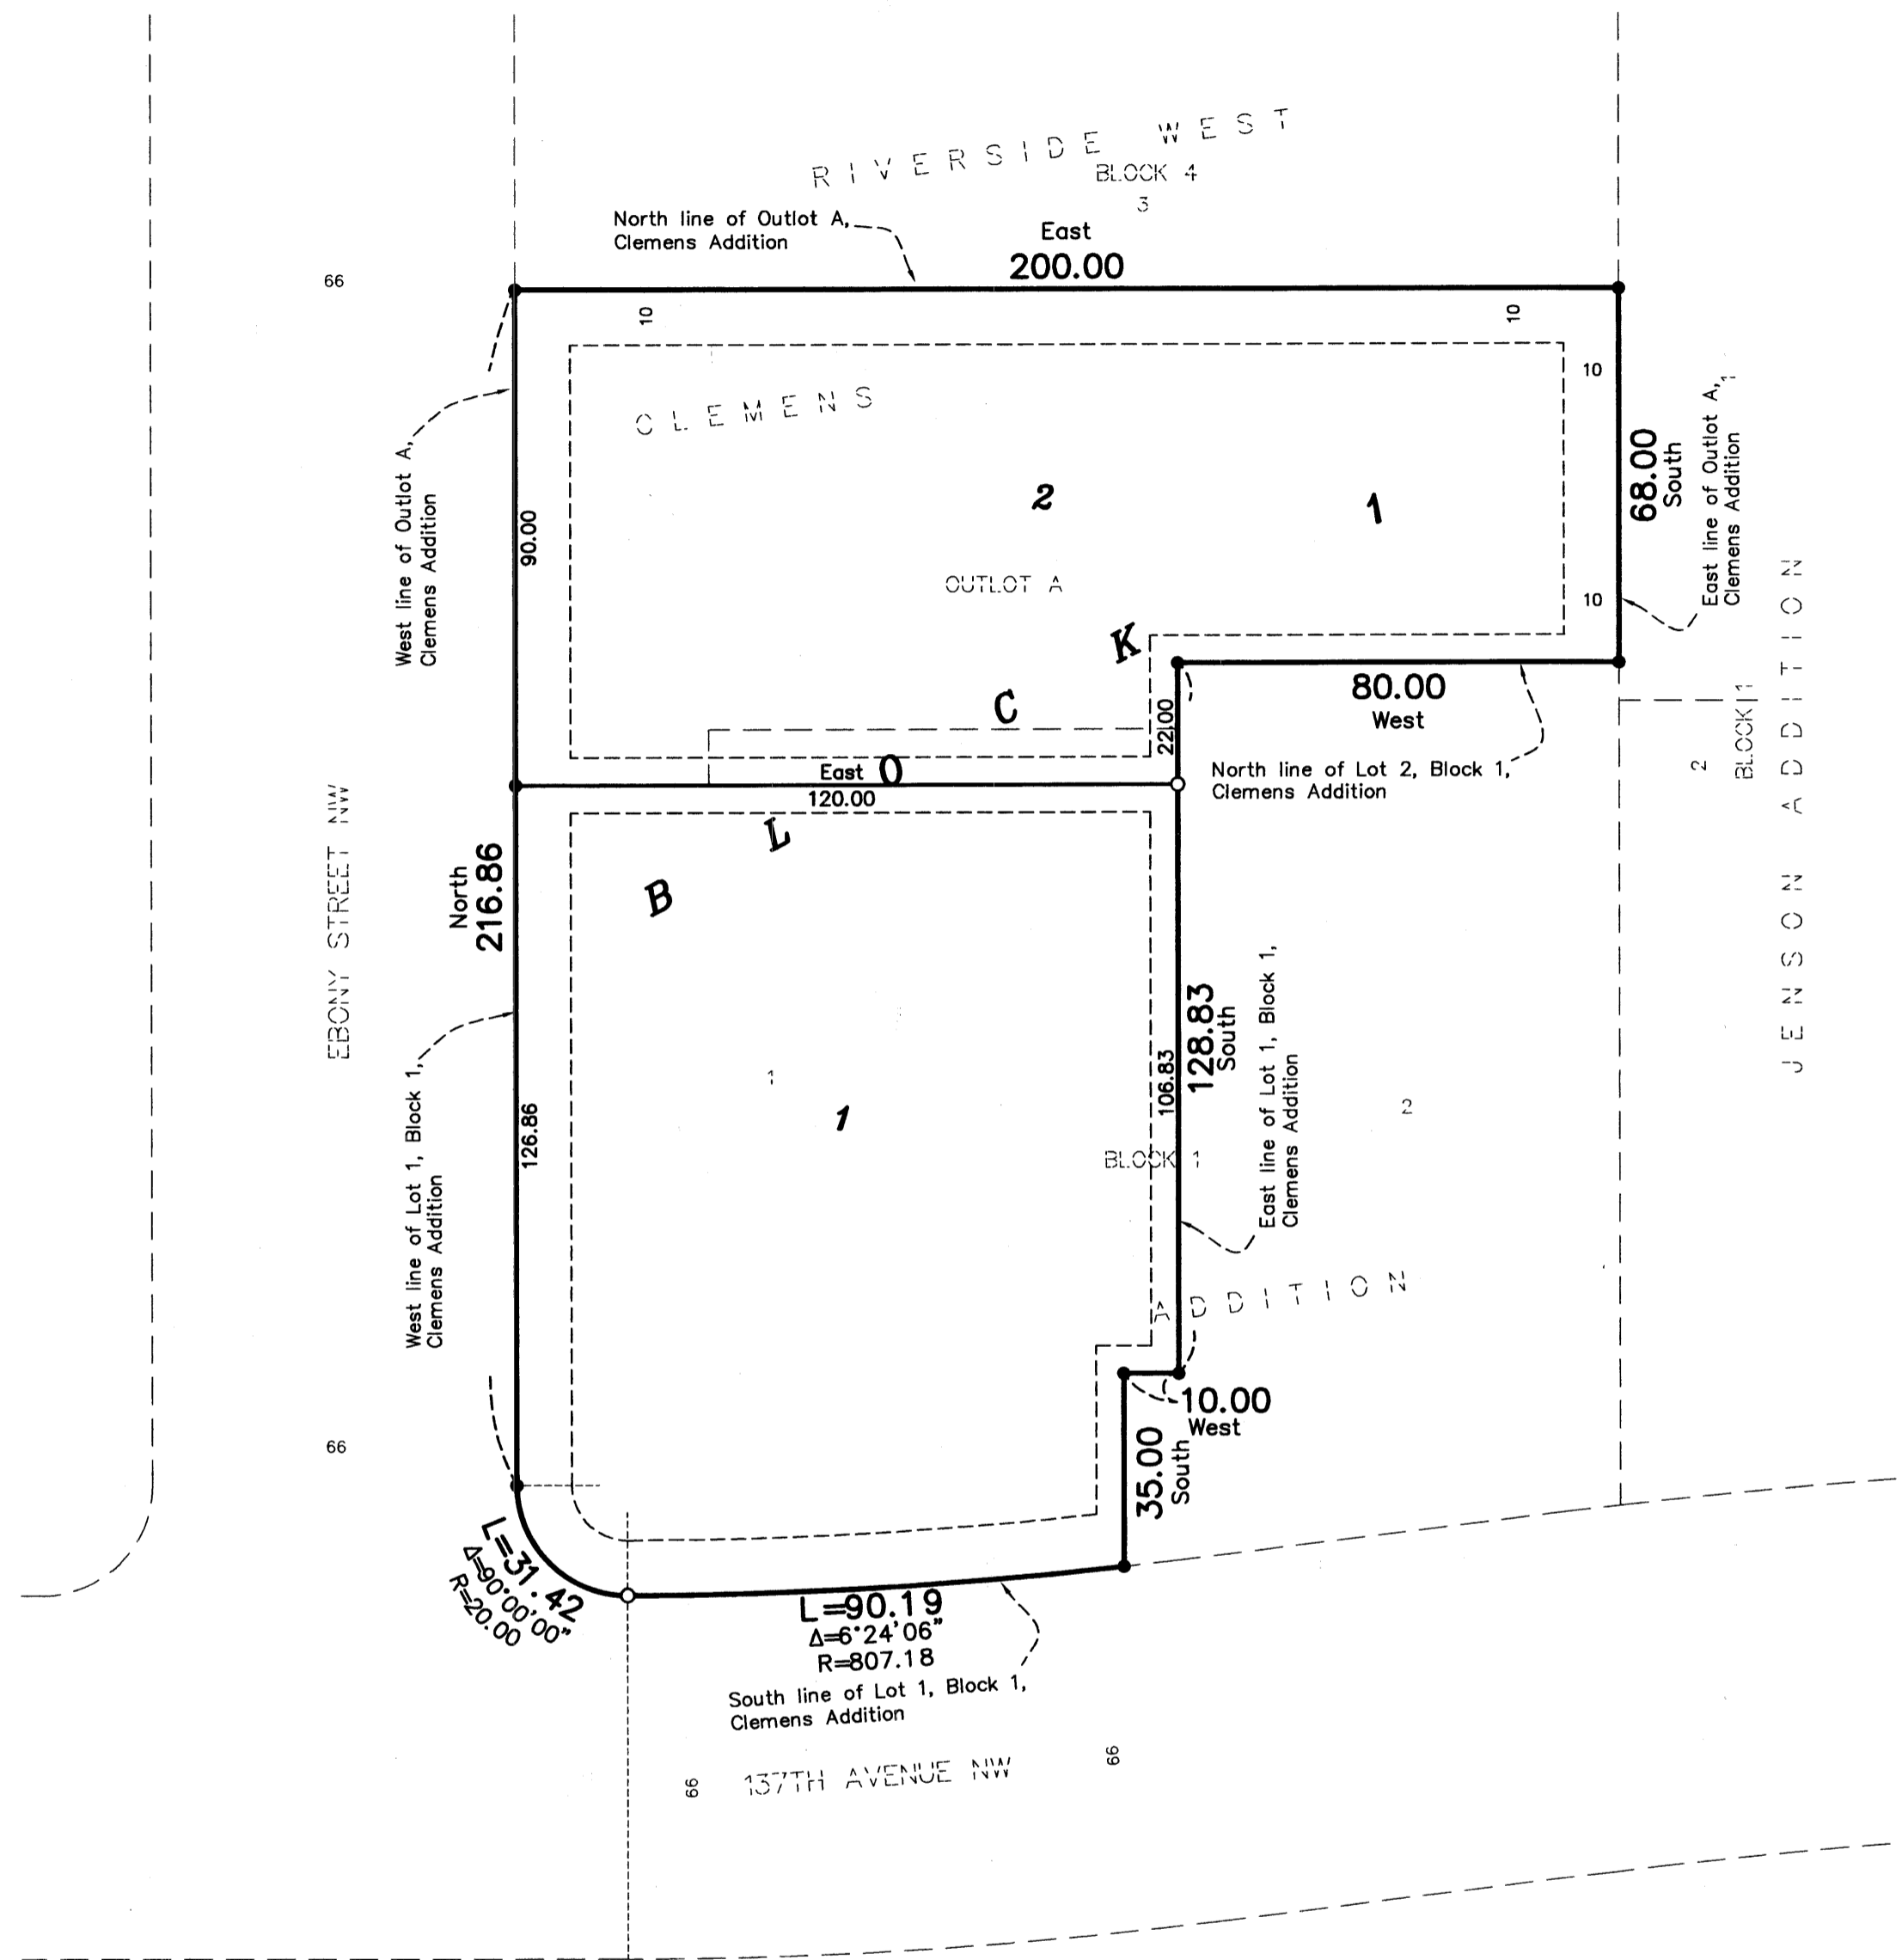 RIVERSIDE WEST
BLOCK 4
3
North line of Outlot A,
Clemens Addition
East
200.00
66
10
10
CLEMENS
10
10
68.00
South
East line of Outlot A,
Clemens Addition
1
West line of Outlot A,
Clemens Addition
90.00
2
1
OUTLOT A
B L O C K
80.00
West
22.00
North line of Lot 2, Block 1,
Clemens Addition
2
BLOCK 1
JENSON ADDITION
East
120.00
EBONY STREET NW
North
216.86
West line of Lot 1, Block 1,
Clemens Addition
126.86
1
1
106.83
128.83
South
East line of Lot 1, Block 1,
Clemens Addition
BLOCK 1
2
ADDITION
10.00
West
35.00
South
66
L=31.42
Δ=90°00'00"
R=20.00
L=90.19
Δ=6°24'06"
R=807.18
South line of Lot 1, Block 1,
Clemens Addition
66
137TH AVENUE NW
66